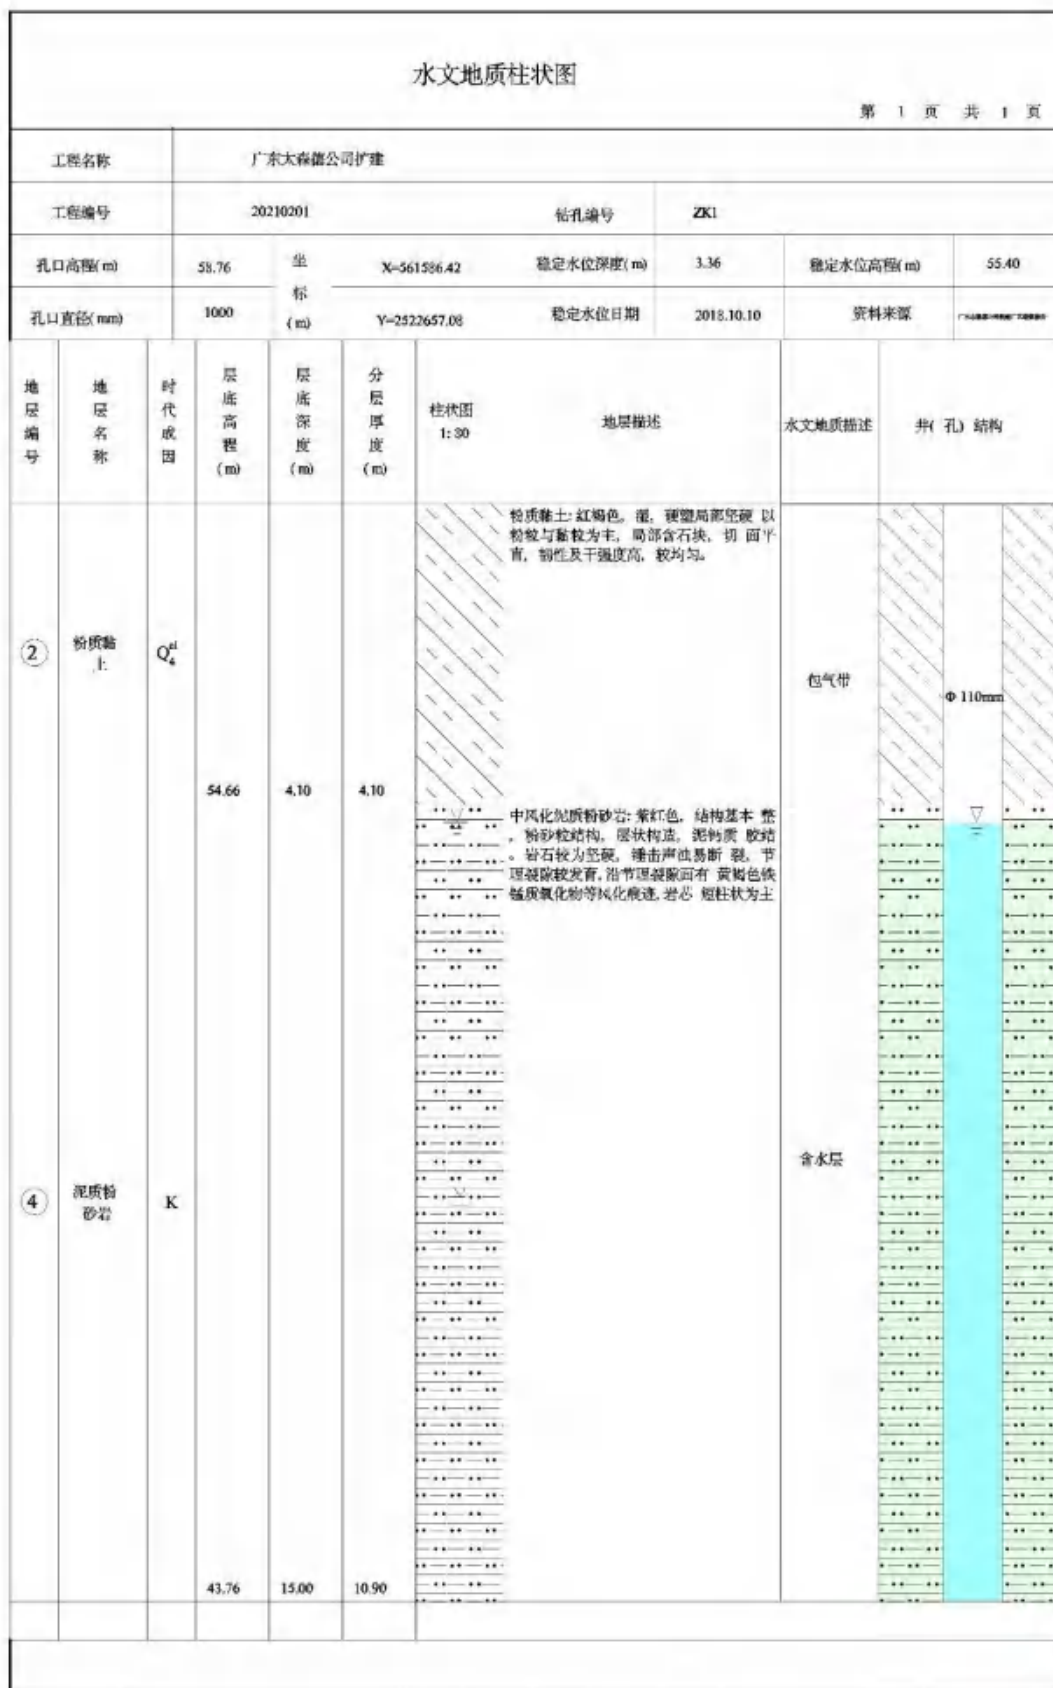 水文地质柱状图
第 1 页 共 1 页
工程名称 广东太森德公司扩建
工程编号 20210201 钻孔编号 ZK1
孔口高程(m) 58.76 坐标(m) X=561586.42 稳定水位深度(m) 3.36 稳定水位高程(m) 55.40
孔口直径(mm) 1000 Y=2522657.08 稳定水位日期 2018.10.10 资料来源
地层编号 地层名称 时代成因 层底高程(m) 层底深度(m) 分层厚度(m) 柱状图 1:80 地层描述 水文地质描述 井(孔)结构
粉质黏土:红褐色，湿，硬塑局部坚硬 以
粉粒与黏粒为主，局部含石块，切 面平
直，韧性及干强度高，较均匀。
② 粉质黏土 Q₄ᵉˡ 包气带
Φ 110mm
54.66 4.10 4.10
中风化泥质粉砂岩:紫红色，结构基本 整
，粉砂粒结构，层状构造，泥钙质 胶结
。岩石较为坚硬，锤击声 易断 裂，节
理裂隙较发育,沿节理裂隙面有 黄褐色铁
锰质氧化物等风化痕迹,岩芯 短柱状为主
含水层
④ 泥质粉砂岩 K
43.76 15.00 10.90